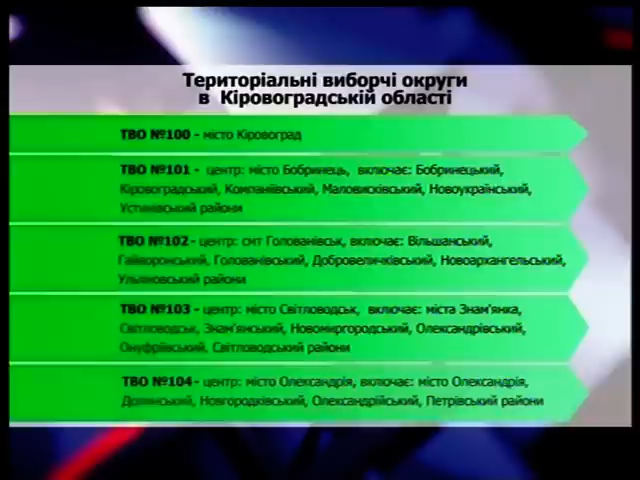 Територіальні виборчі округи
в Кіровоградській області
ТВО №100 - місто Кіровоград
ТВО №101 - центр: місто Бобринець, включає: Бобринецький,
Кіровоградський, Компаніївський, Маловисківський, Новоукраїнський,
Устинівський райони
ТВО №102 - центр: смт Голованівськ, включає: Вільшанський,
Гайворонський, Голованівський, Добровеличківський, Новоархангельський,
Ульяновський райони
ТВО №103 - центр: місто Світловодськ, включає: міста Знам'янка,
Світловодськ, Знам'янський, Новомиргородський, Олександрівський,
Онуфріївський, Світловодський райони
ТВО №104 - центр: місто Олександрія, включає: місто Олександрія,
Долинський, Новгородківський, Олександрійський, Петрівський райони